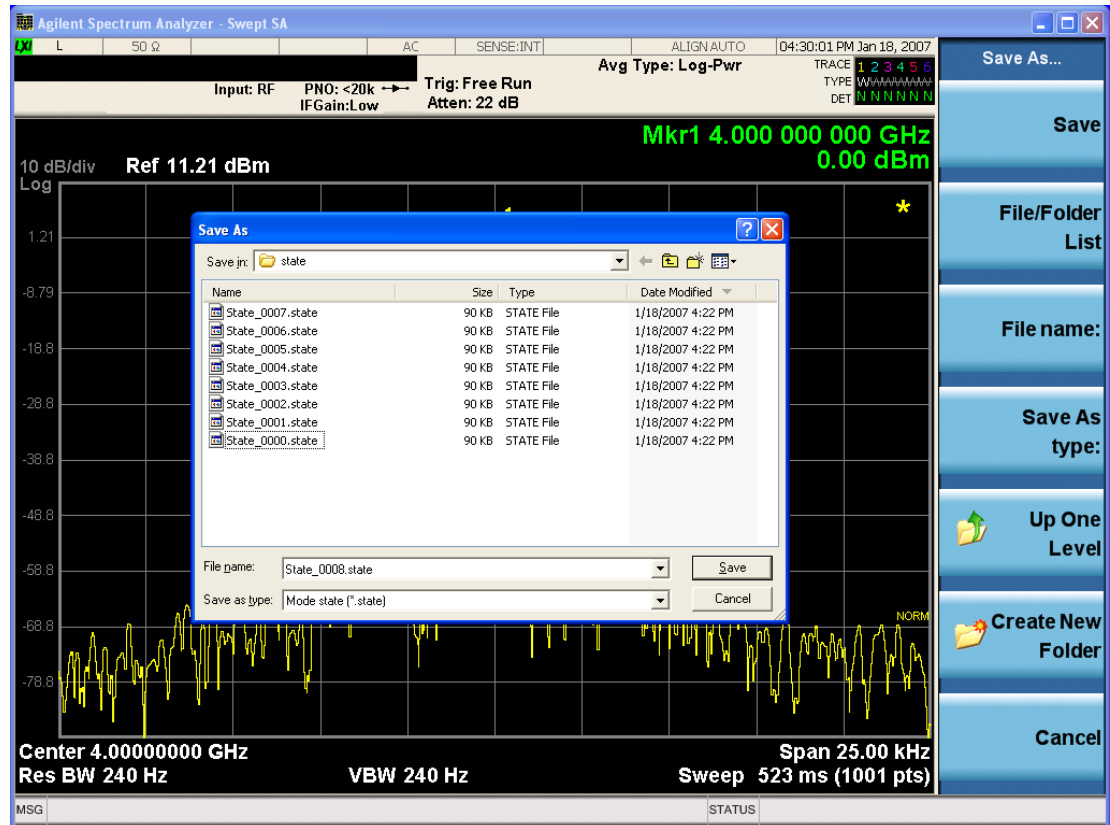 Agilent Spectrum Analyzer - Swept SA
LXI L 50 Ω AC SENSE:INT ALIGNAUTO 04:30:01 PM Jan 18, 2007
Input: RF PNO: <20k IFGain:Low
Trig: Free Run
Atten: 22 dB
Avg Type: Log-Pwr
TRACE 1 2 3 4 5 6
TYPE WWWWWW
DET N N N N N N
Mkr1 4.000 000 000 GHz
0.00 dBm
10 dB/div Ref 11.21 dBm
Log
1.21
-8.79
-18.8
-28.8
-38.8
-48.8
-58.8
-68.8
-78.8
1
NORM
Save As
Save in: state
Name Size Type Date Modified
State_0007.state 90 KB STATE File 1/18/2007 4:22 PM
State_0006.state 90 KB STATE File 1/18/2007 4:22 PM
State_0005.state 90 KB STATE File 1/18/2007 4:22 PM
State_0004.state 90 KB STATE File 1/18/2007 4:22 PM
State_0003.state 90 KB STATE File 1/18/2007 4:22 PM
State_0002.state 90 KB STATE File 1/18/2007 4:22 PM
State_0001.state 90 KB STATE File 1/18/2007 4:22 PM
State_0000.state 90 KB STATE File 1/18/2007 4:22 PM
File name: State_0008.state Save
Save as type: Mode state (*.state) Cancel
Center 4.00000000 GHz Span 25.00 kHz
Res BW 240 Hz VBW 240 Hz Sweep 523 ms (1001 pts)
MSG STATUS
Save As...
Save
File/Folder
List
File name:
Save As
type:
Up One
Level
Create New
Folder
Cancel